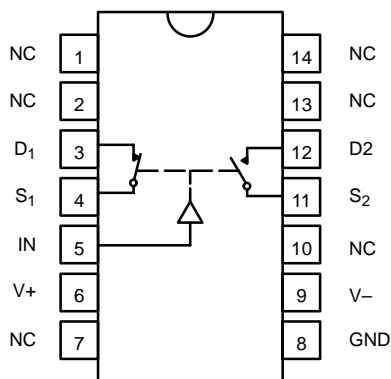 NC 1 14 NC
NC 2 13 NC
D1 3 12 D2
S1 4 11 S2
IN 5 10 NC
V+ 6 9 V–
NC 7 8 GND